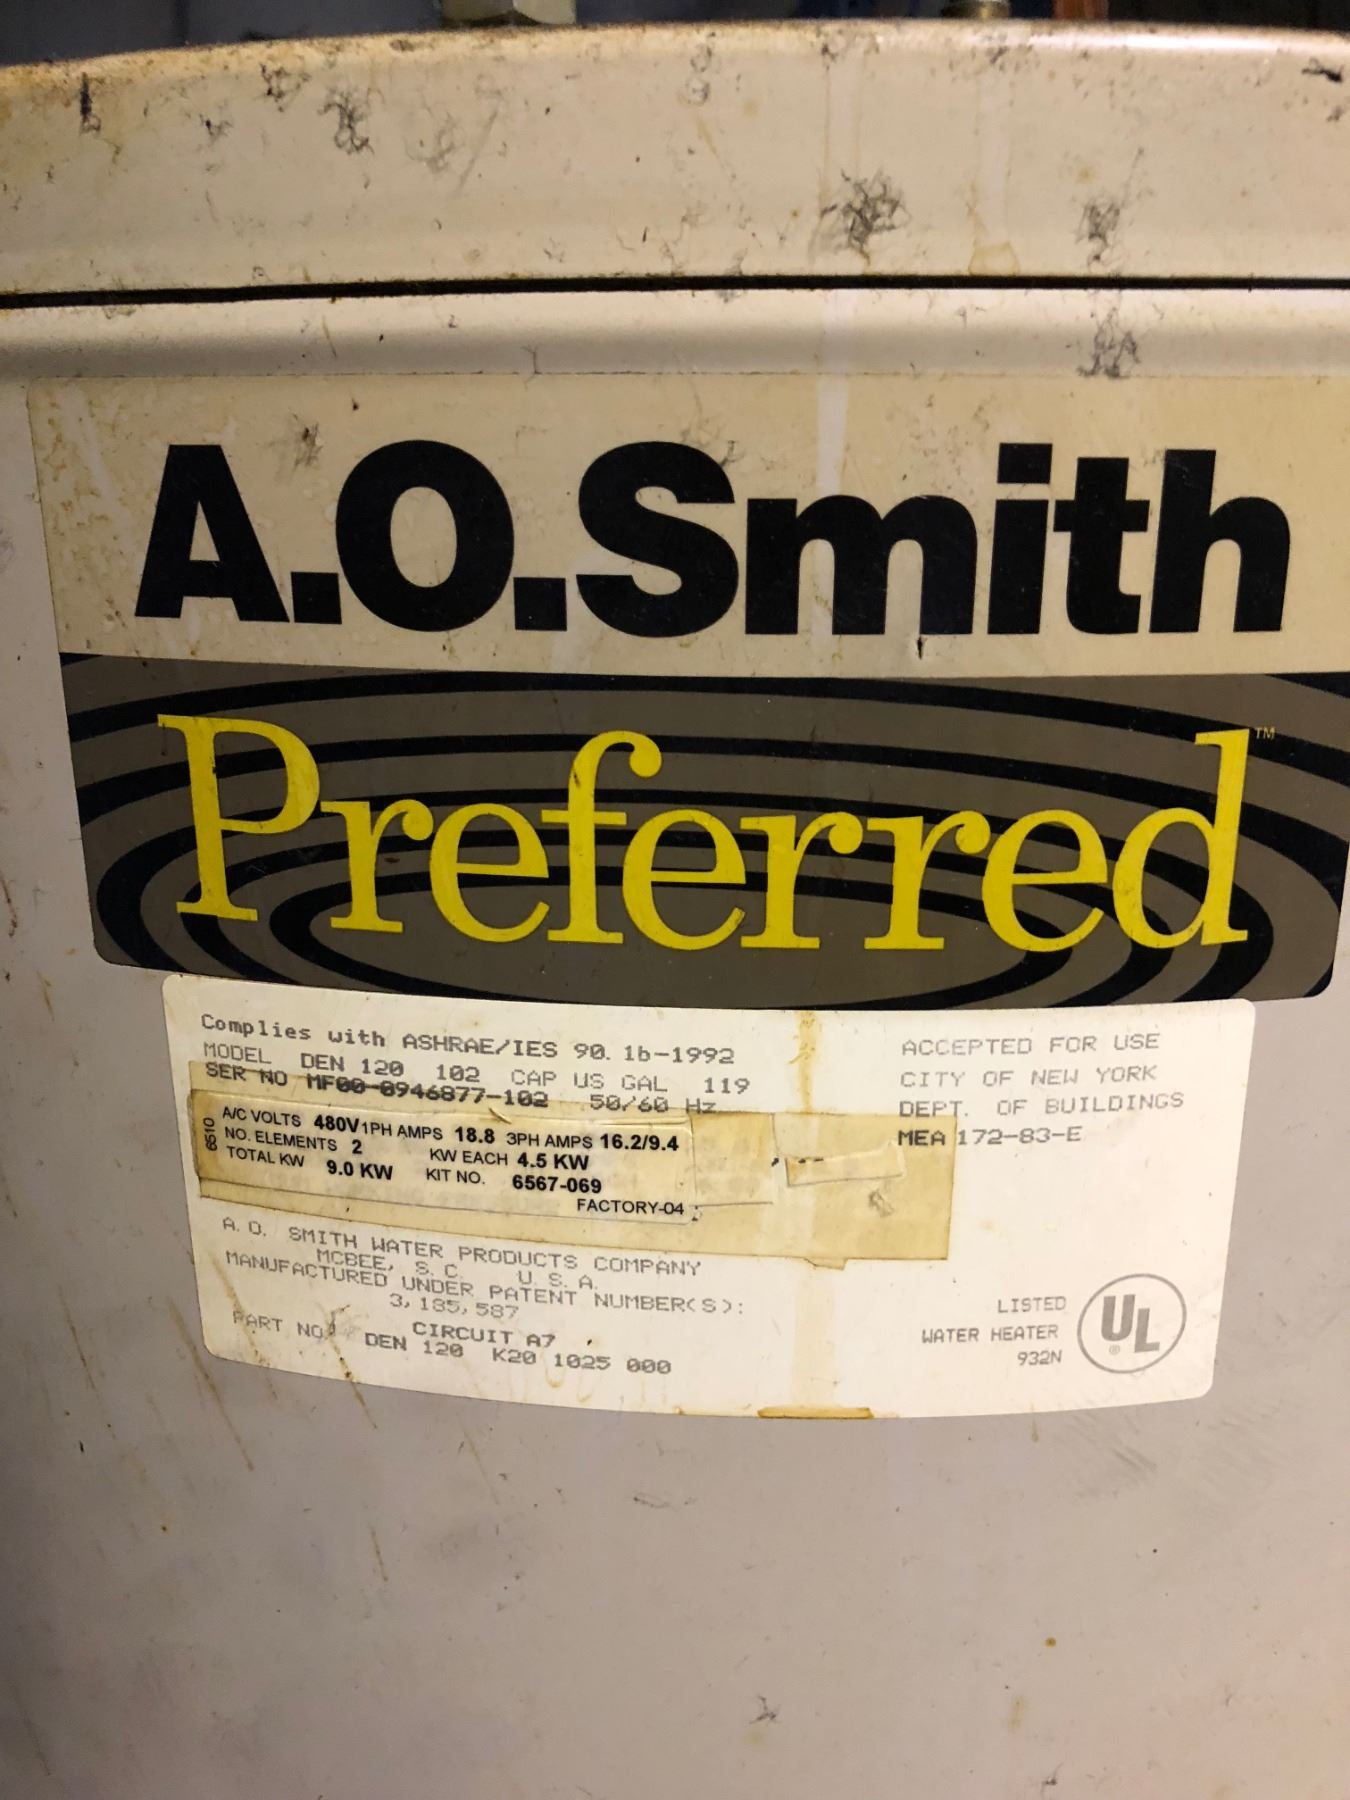 A.O.Smith
Preferred™
Complies with ASHRAE/IES 90.1b-1992
MODEL DEN 120 102 CAP US GAL 119
SER NO MF00-0946877-102 50/60 Hz
6510
A/C VOLTS 480V 1PH AMPS 18.8 3PH AMPS 16.2/9.4
NO. ELEMENTS 2 KW EACH 4.5 KW
TOTAL KW 9.0 KW KIT NO. 6567-069
FACTORY-04
A.O. SMITH WATER PRODUCTS COMPANY
MCBEE, S.C. U.S.A.
MANUFACTURED UNDER PATENT NUMBER(S):
3,185,587
CIRCUIT A7
PART NO. DEN 120 K20 1025 000
ACCEPTED FOR USE
CITY OF NEW YORK
DEPT. OF BUILDINGS
MEA 172-83-E
LISTED
WATER HEATER
932N
UL®